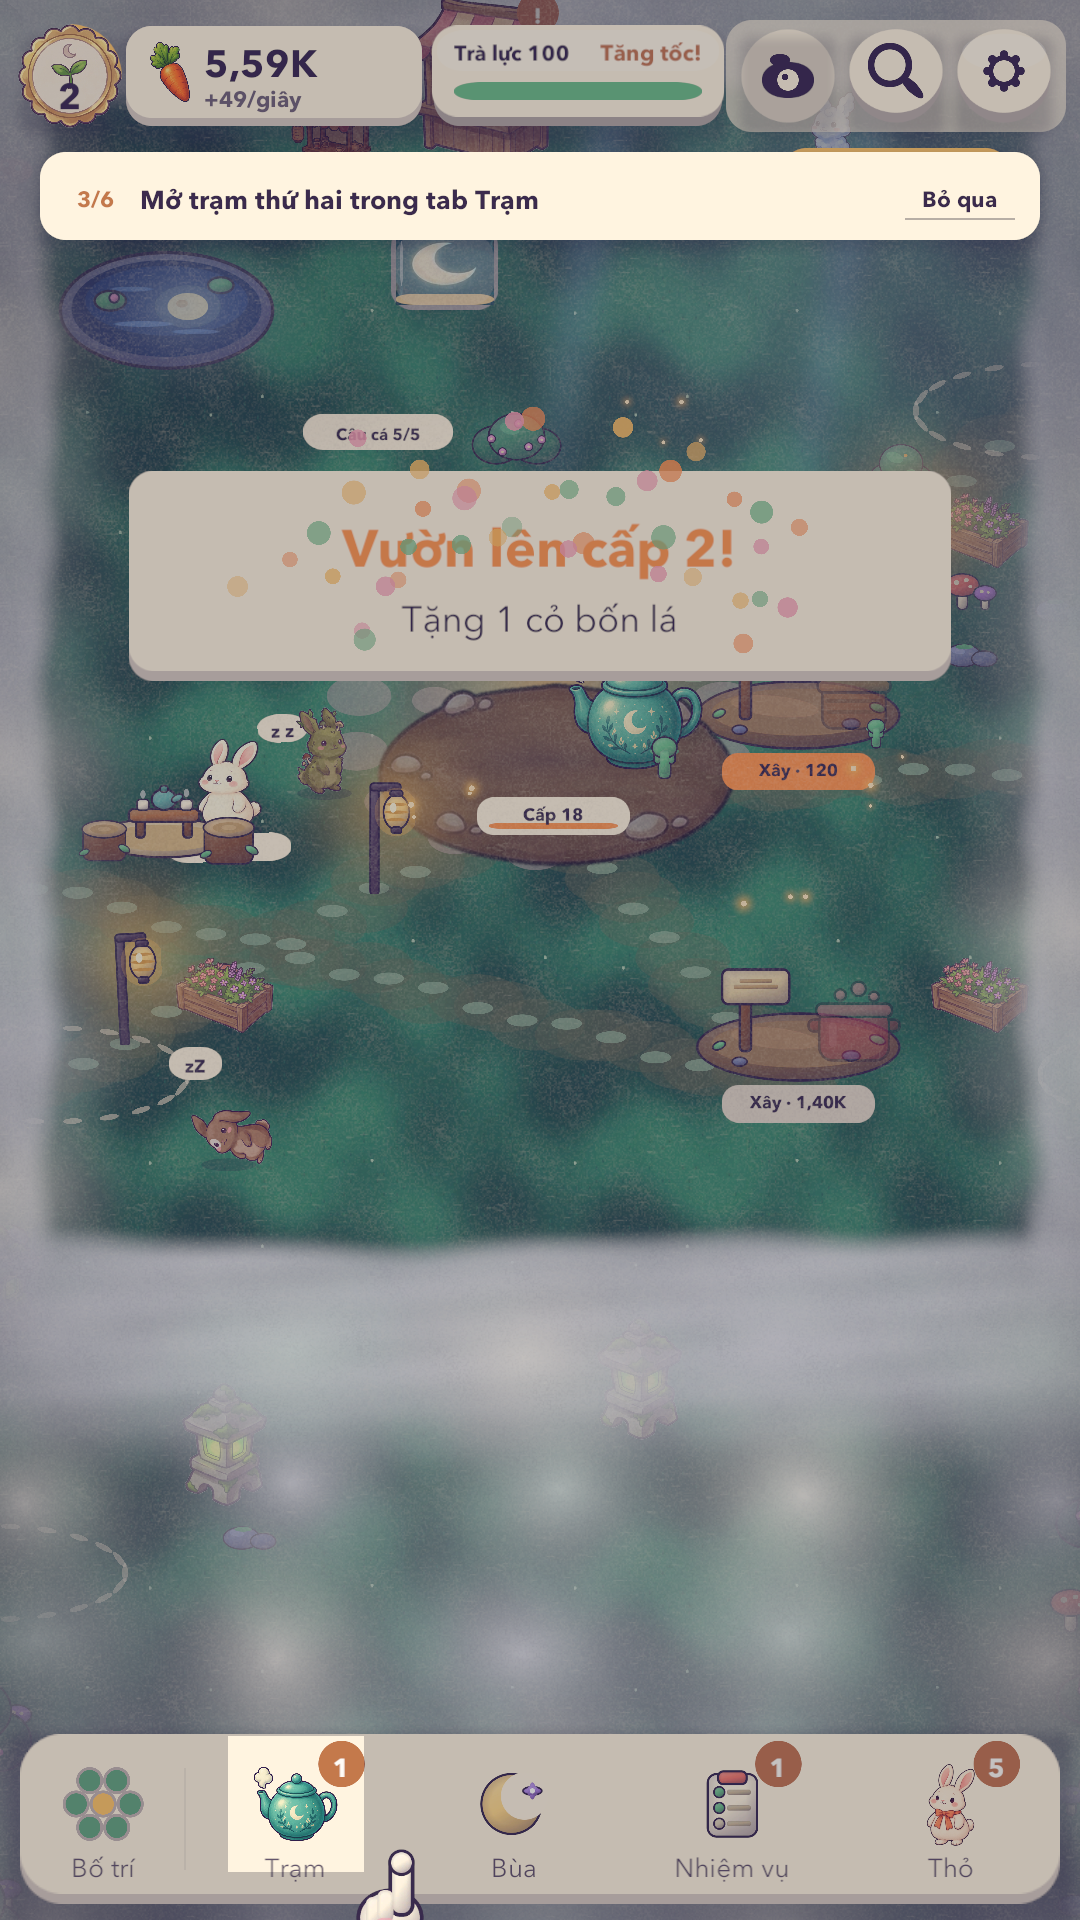 !
2
5,59K
+49/giây
Trà lực 100
Tăng tốc!
3/6
Mở trạm thứ hai trong tab Trạm
Bỏ qua
Câu cá 5/5
Vườn lên cấp 2!
Tặng 1 cỏ bốn lá
z z
Xây · 120
Cấp 18
zZ
Xây · 1,40K
1
1
5
Bố trí
Trạm
Bùa
Nhiệm vụ
Thỏ